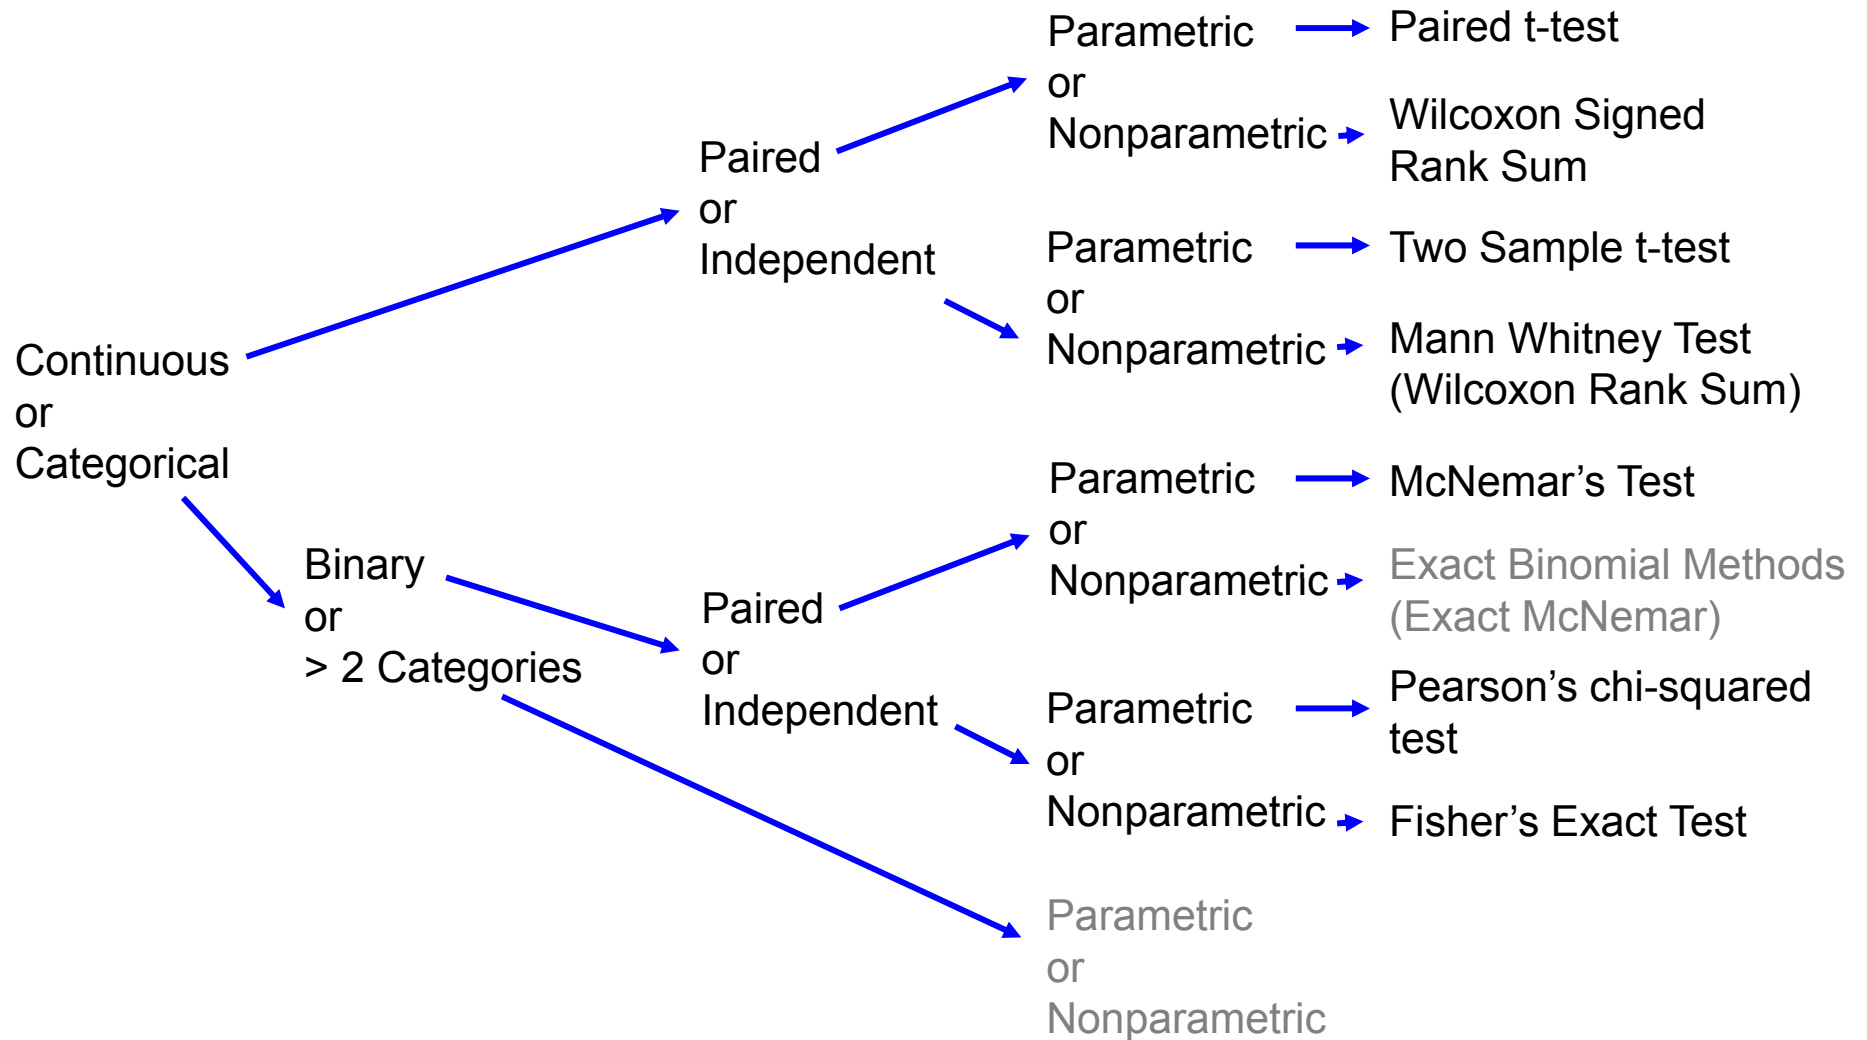 Continuous
or
Categorical
Binary
or
> 2 Categories
Paired
or
Independent
Paired
or
Independent
Parametric
or
Nonparametric
Parametric
or
Nonparametric
Parametric
or
Nonparametric
Parametric
or
Nonparametric
Parametric
or
Nonparametric
Paired t-test
Wilcoxon Signed
Rank Sum
Two Sample t-test
Mann Whitney Test
(Wilcoxon Rank Sum)
McNemar’s Test
Exact Binomial Methods
(Exact McNemar)
Pearson’s chi-squared
test
Fisher’s Exact Test